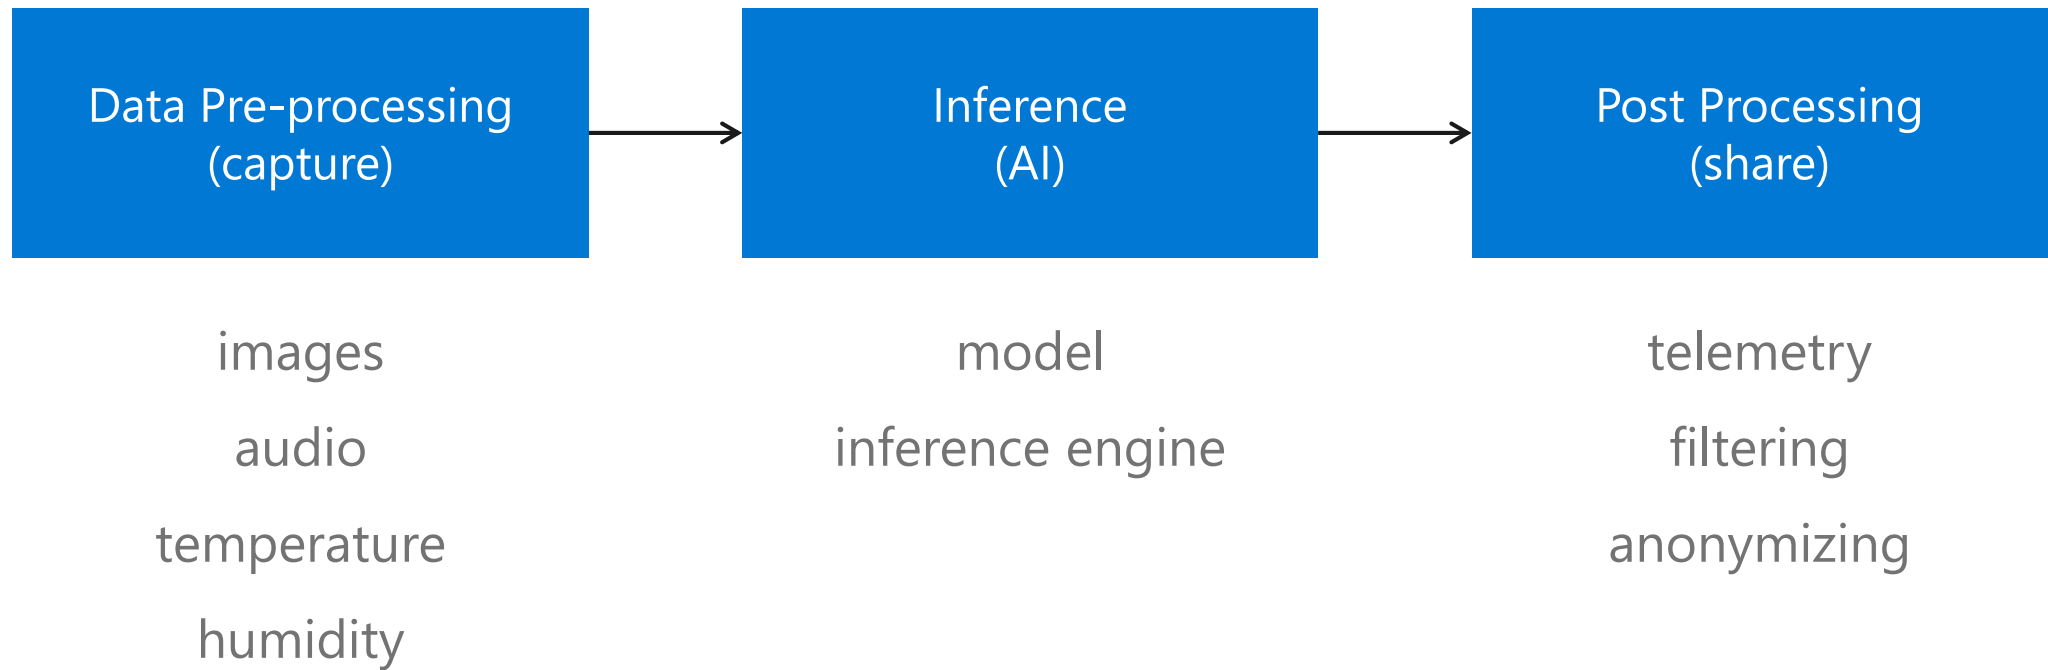 Data Pre-processing
(capture)
Inference
(AI)
Post Processing
(share)
images
audio
temperature
humidity
model
inference engine
telemetry
filtering
anonymizing